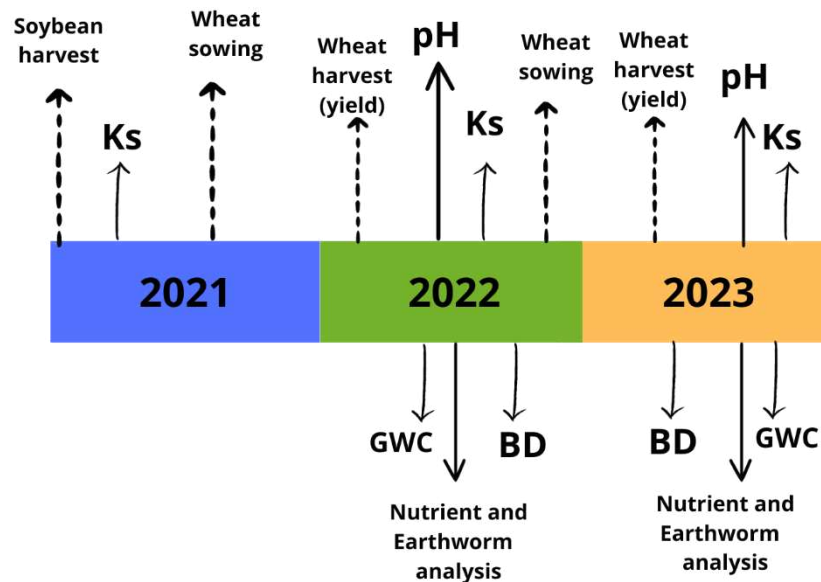 Soybean
harvest
Ks
Wheat
sowing
Wheat
harvest
(yield)
pH
Ks
Wheat
sowing
Wheat
harvest
(yield)
pH
Ks
2021
2022
2023
GWC
BD
Nutrient and
Earthworm
analysis
BD
GWC
Nutrient and
Earthworm
analysis